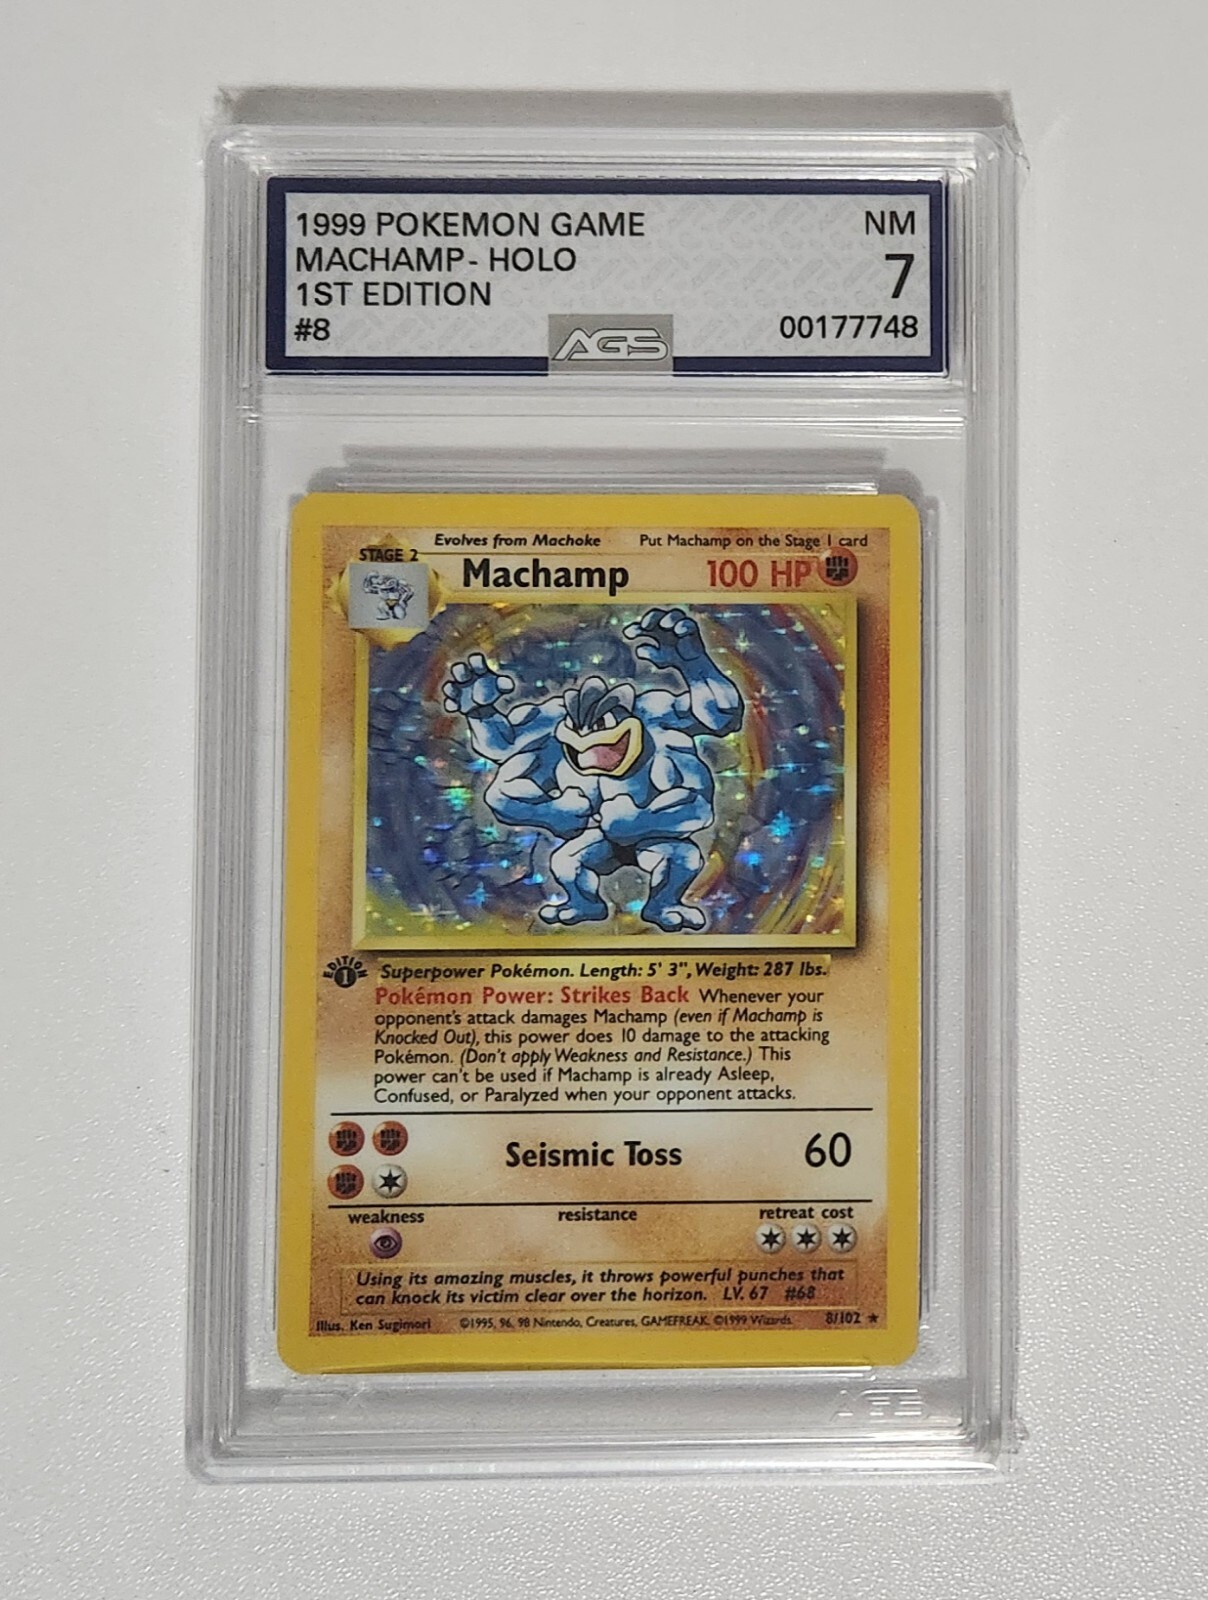 1999 POKEMON GAME NM
MACHAMP - HOLO 7
1ST EDITION
#8 00177748
AGS
Evolves from Machoke Put Machamp on the Stage 1 card
STAGE 2
Machamp 100 HP
EDITION 1
Superpower Pokémon. Length: 5' 3", Weight: 287 lbs.
Pokémon Power: Strikes Back Whenever your
opponent's attack damages Machamp (even if Machamp is
Knocked Out), this power does 10 damage to the attacking
Pokémon. (Don't apply Weakness and Resistance.) This
power can't be used if Machamp is already Asleep,
Confused, or Paralyzed when your opponent attacks.
Seismic Toss 60
weakness resistance retreat cost
Using its amazing muscles, it throws powerful punches that
can knock its victim clear over the horizon. LV. 67 #68
Illus. Ken Sugimori ©1995, 96, 98 Nintendo, Creatures, GAMEFREAK. ©1999 Wizards. 8/102 ★
AGS